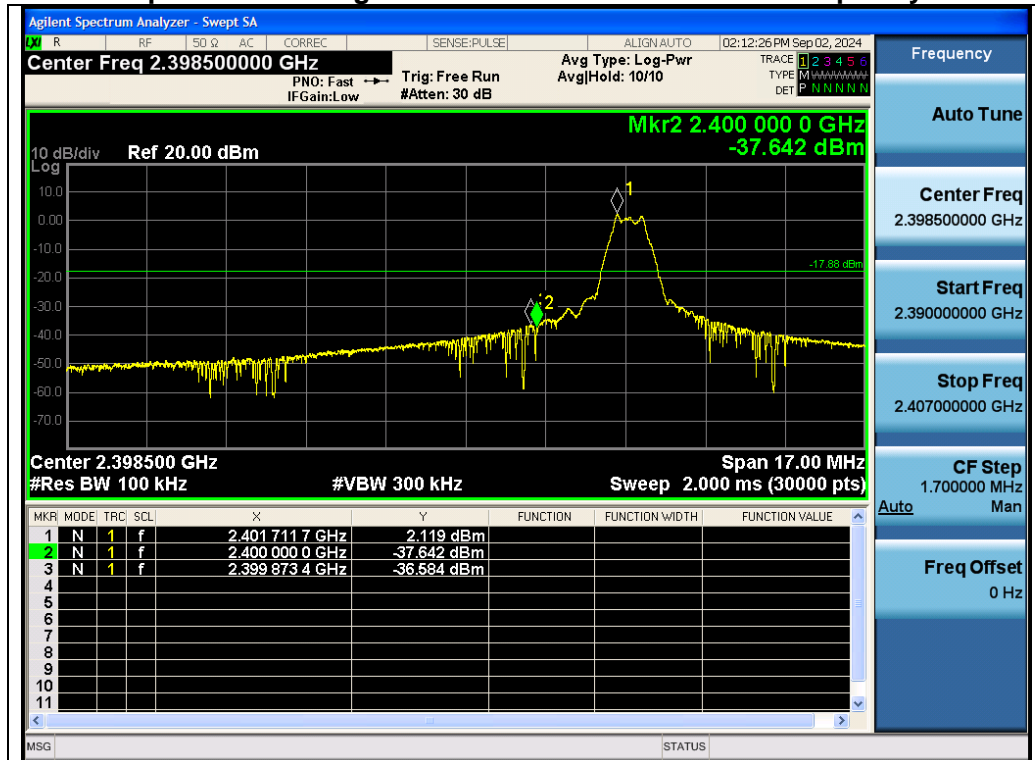 Agilent Spectrum Analyzer - Swept SA
LXI R RF 50 Ω AC CORREC SENSE:PULSE ALIGN AUTO 02:12:26 PM Sep 02, 2024
Center Freq 2.398500000 GHz
PNO: Fast
IFGain:Low
Trig: Free Run
#Atten: 30 dB
Avg Type: Log-Pwr
Avg|Hold: 10/10
TRACE 1 2 3 4 5 6
TYPE M
DET P N N N N N
Mkr2 2.400 000 0 GHz
-37.642 dBm
10 dB/div Ref 20.00 dBm
Log
10.0
0.00
-10.0
-20.0
-30.0
-40.0
-50.0
-60.0
-70.0
1
2
-17.88 dBm
Center 2.398500 GHz Span 17.00 MHz
#Res BW 100 kHz #VBW 300 kHz Sweep 2.000 ms (30000 pts)
MKR MODE TRC SCL X Y FUNCTION FUNCTION WIDTH FUNCTION VALUE
1 N 1 f 2.401 711 7 GHz 2.119 dBm
2 N 1 f 2.400 000 0 GHz -37.642 dBm
3 N 1 f 2.399 873 4 GHz -36.584 dBm
4
5
6
7
8
9
10
11
MSG STATUS
Frequency
Auto Tune
Center Freq
2.398500000 GHz
Start Freq
2.390000000 GHz
Stop Freq
2.407000000 GHz
CF Step
1.700000 MHz
Auto Man
Freq Offset
0 Hz